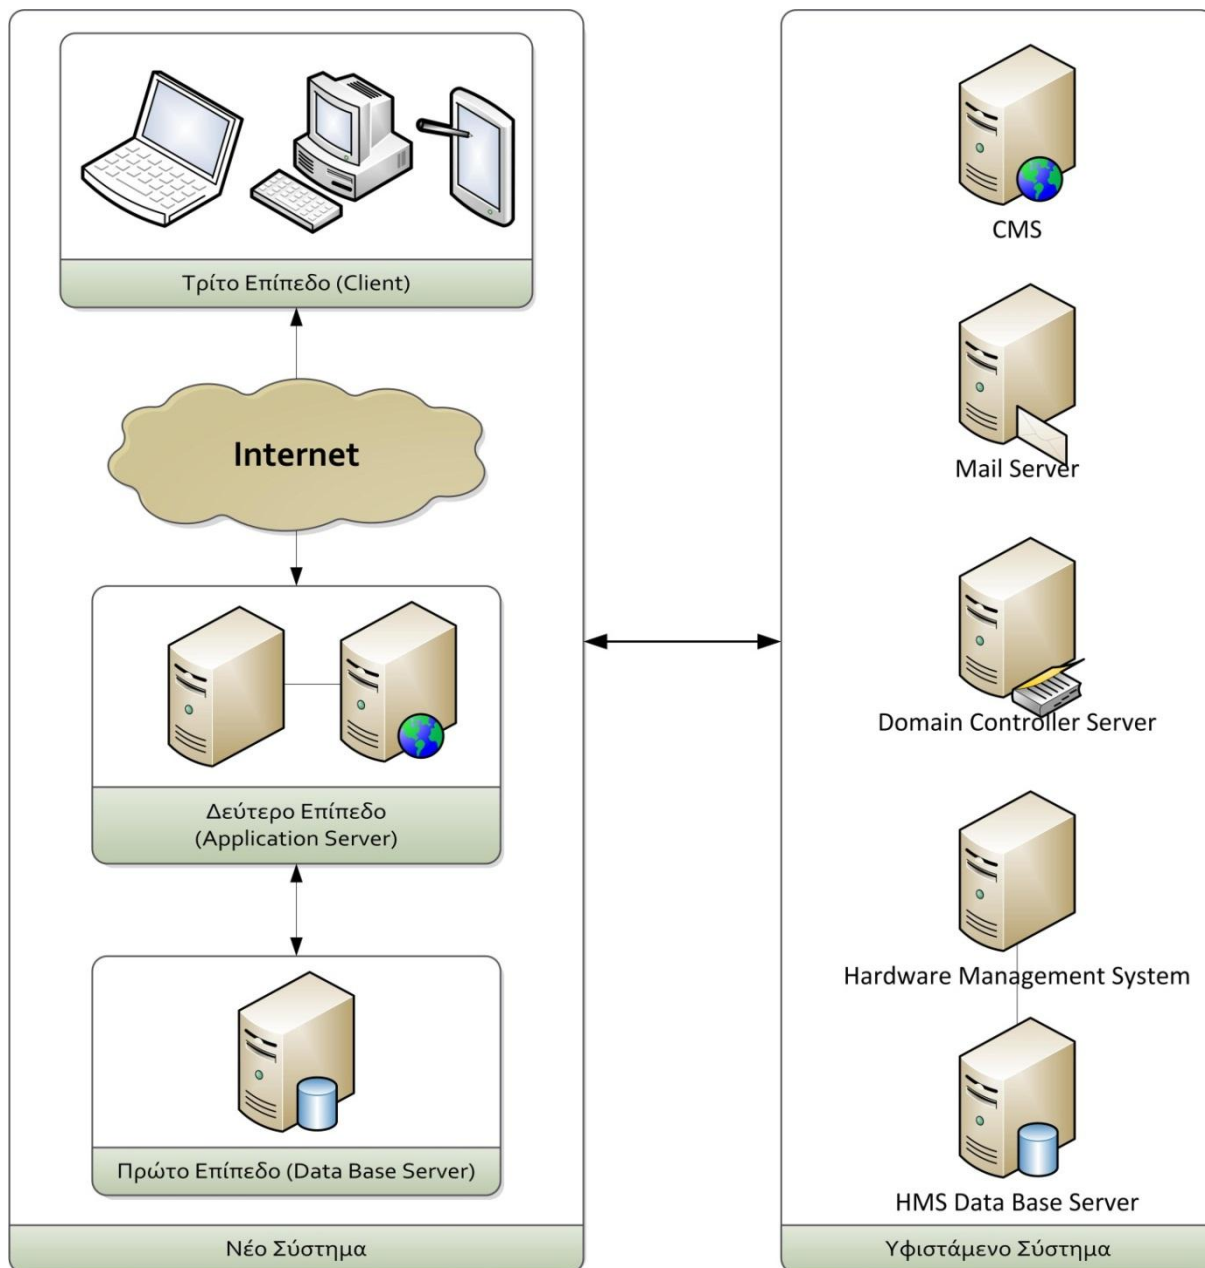 Τρίτο Επίπεδο (Client)
Internet
Δεύτερο Επίπεδο
(Application Server)
Πρώτο Επίπεδο (Data Base Server)
Νέο Σύστημα
CMS
Mail Server
Domain Controller Server
Hardware Management System
HMS Data Base Server
Υφιστάμενο Σύστημα